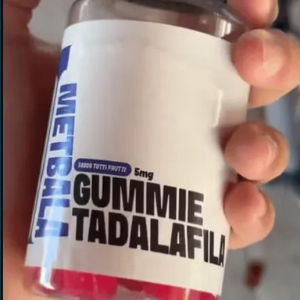 METBALA
SABOR TUTTI FRUTTI 5mg
GUMMIE
TADALAFILA